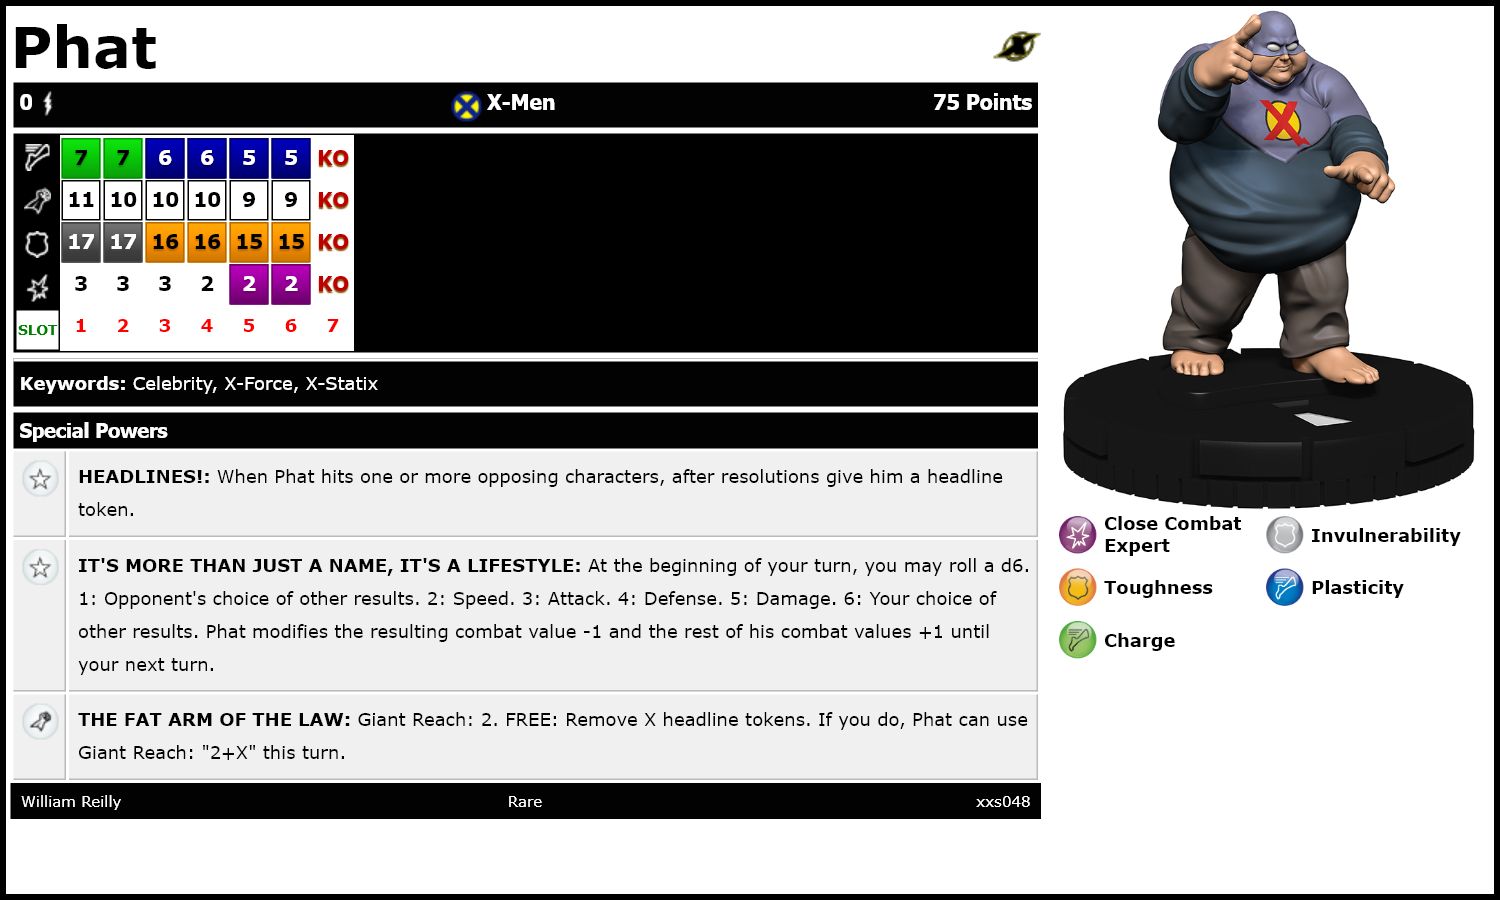 Phat
0 X-Men 75 Points
7 7 6 6 5 5 KO
11 10 10 10 9 9 KO
17 17 16 16 15 15 KO
3 3 3 2 2 2 KO
SLOT 1 2 3 4 5 6 7
Keywords: Celebrity, X-Force, X-Statix
Special Powers
HEADLINES!: When Phat hits one or more opposing characters, after resolutions give him a headline
token.
IT'S MORE THAN JUST A NAME, IT'S A LIFESTYLE: At the beginning of your turn, you may roll a d6.
1: Opponent's choice of other results. 2: Speed. 3: Attack. 4: Defense. 5: Damage. 6: Your choice of
other results. Phat modifies the resulting combat value -1 and the rest of his combat values +1 until
your next turn.
THE FAT ARM OF THE LAW: Giant Reach: 2. FREE: Remove X headline tokens. If you do, Phat can use
Giant Reach: "2+X" this turn.
William Reilly Rare xxs048
X
Close Combat
Expert
Invulnerability
Toughness
Plasticity
Charge